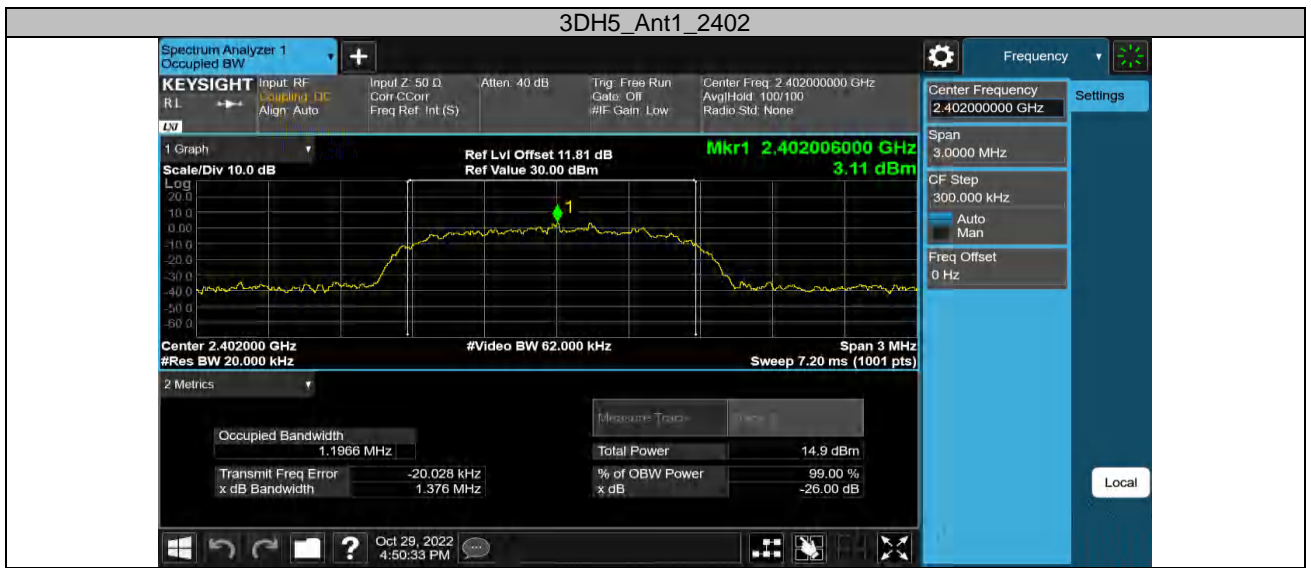 3DH5_Ant1_2402
Spectrum Analyzer 1
Occupied BW
+
Frequency
KEYSIGHT
R L
LXI
Input: RF
Coupling: DC
Align: Auto
Input Z: 50 Ω
Corr CCorr
Freq Ref: Int (S)
Atten: 40 dB
Trig: Free Run
Gate: Off
#IF Gain: Low
Center Freq: 2.402000000 GHz
Avg|Hold: 100/100
Radio Std: None
Center Frequency
2.402000000 GHz
Settings
Span
3.0000 MHz
CF Step
300.000 kHz
Auto
Man
Freq Offset
0 Hz
1 Graph
Scale/Div 10.0 dB
Ref Lvl Offset 11.81 dB
Ref Value 30.00 dBm
Mkr1 2.402006000 GHz
3.11 dBm
Log
20.0
10.0
0.00
-10.0
-20.0
-30.0
-40.0
-50.0
-60.0
1
Center 2.402000 GHz
#Res BW 20.000 kHz
#Video BW 62.000 kHz
Span 3 MHz
Sweep 7.20 ms (1001 pts)
2 Metrics
Measure Trace
Occupied Bandwidth
1.1966 MHz
Total Power 14.9 dBm
Transmit Freq Error -20.028 kHz
% of OBW Power 99.00 %
x dB Bandwidth 1.376 MHz
x dB -26.00 dB
Local
?
Oct 29, 2022
4:50:33 PM